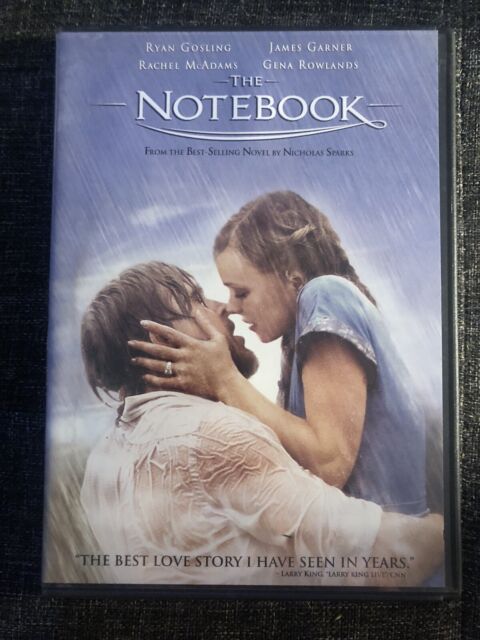 RYAN GOSLING JAMES GARNER
RACHEL MCADAMS GENA ROWLANDS
THE
NOTEBOOK
FROM THE BEST-SELLING NOVEL BY NICHOLAS SPARKS
"THE BEST LOVE STORY I HAVE SEEN IN YEARS."
- LARRY KING, "LARRY KING LIVE", CNN